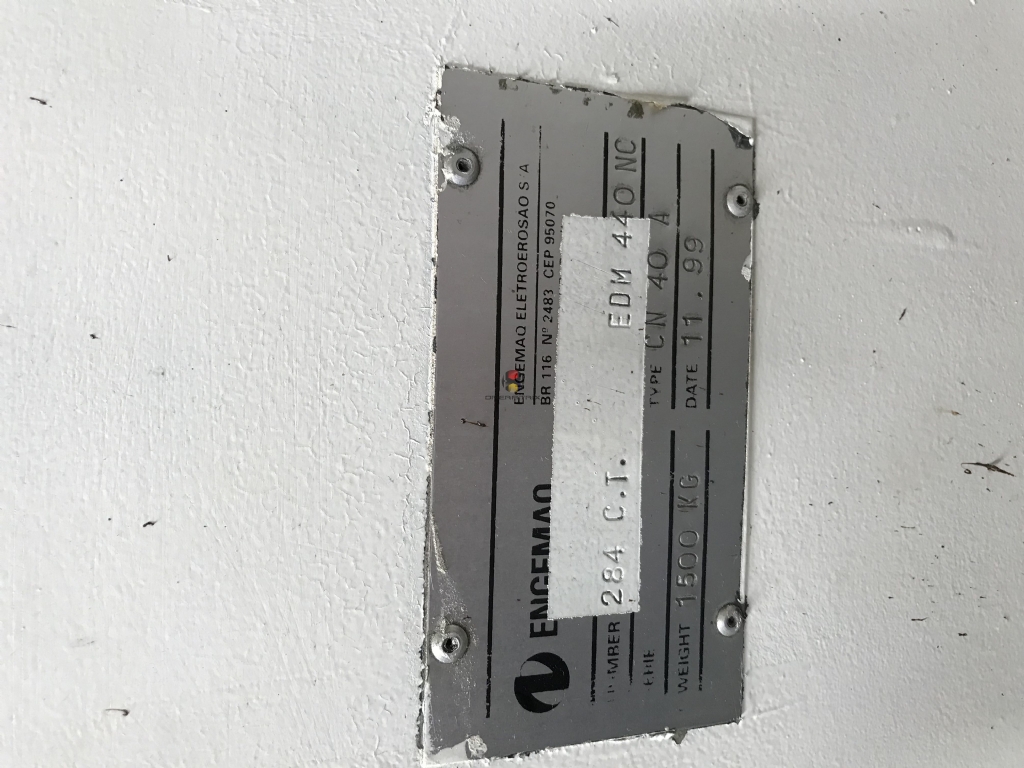 ENGEMAQ
ENGEMAQ ELETROEROSAO S A
BR 116 Nº 2483 CEP 95070
284 C.T. EDM 440 NC
TYPE CN 40 A
WEIGHT 1500 KG DATE 11.99